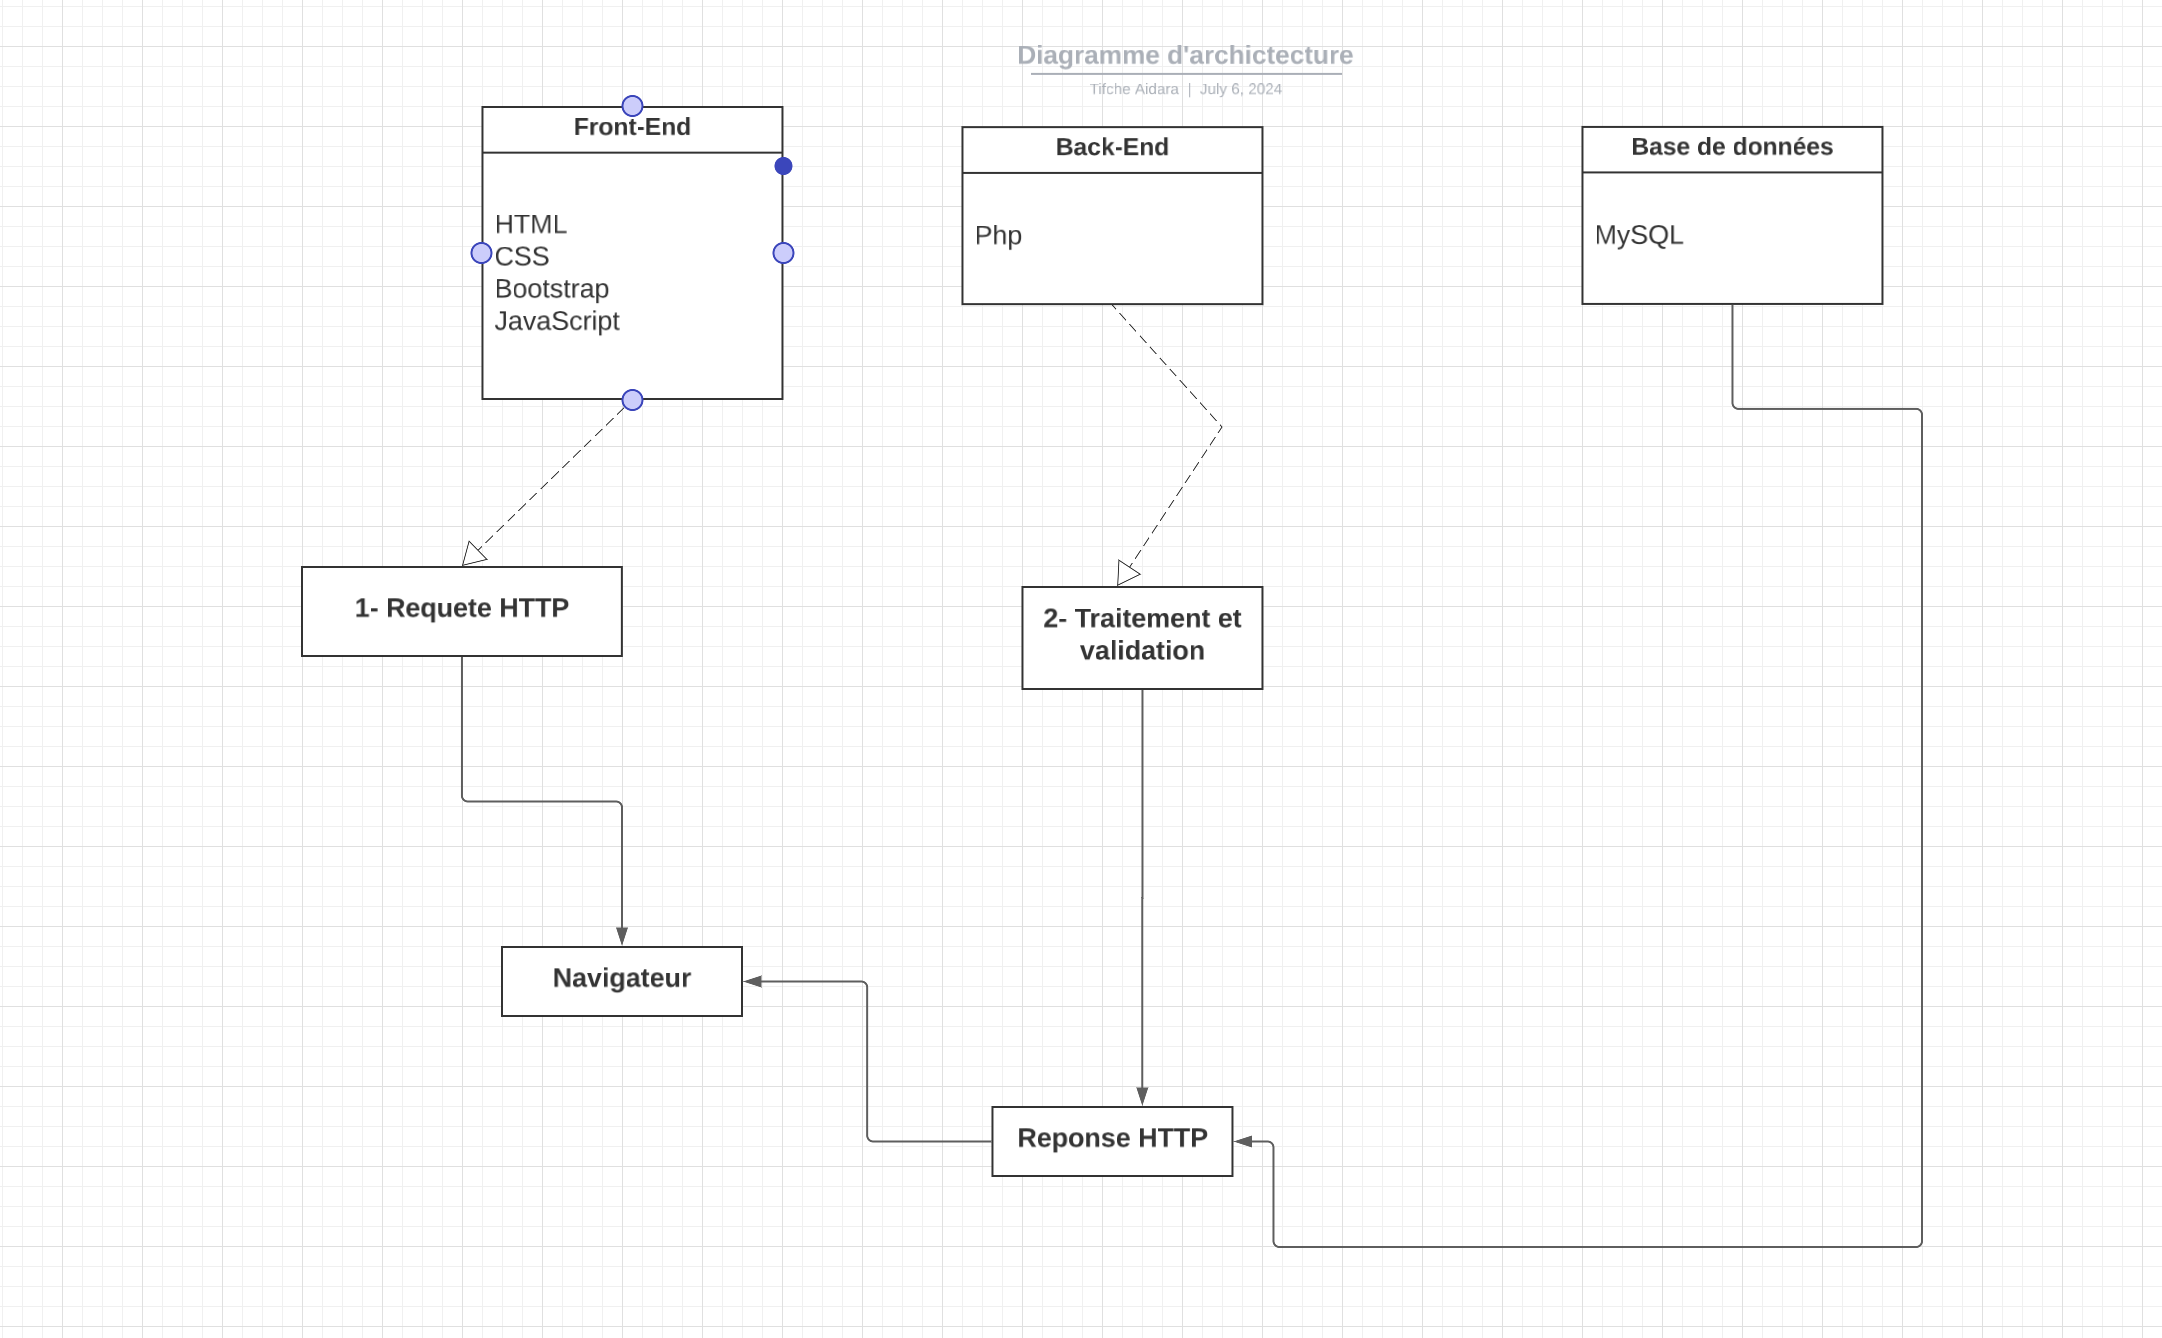 Diagramme d'archictecture
Tifche Aidara | July 6, 2024
Front-End
HTML
CSS
Bootstrap
JavaScript
Back-End
Php
Base de données
MySQL
1- Requete HTTP
2- Traitement et
validation
Navigateur
Reponse HTTP